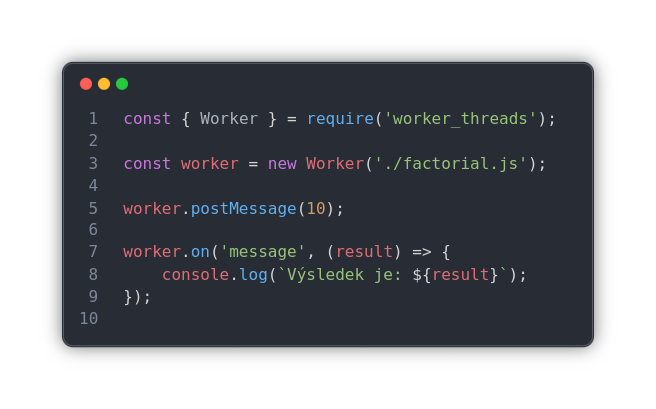 1 const { Worker } = require('worker_threads');
2
3 const worker = new Worker('./factorial.js');
4
5 worker.postMessage(10);
6
7 worker.on('message', (result) => {
8     console.log(`Výsledek je: ${result}`);
9 });
10